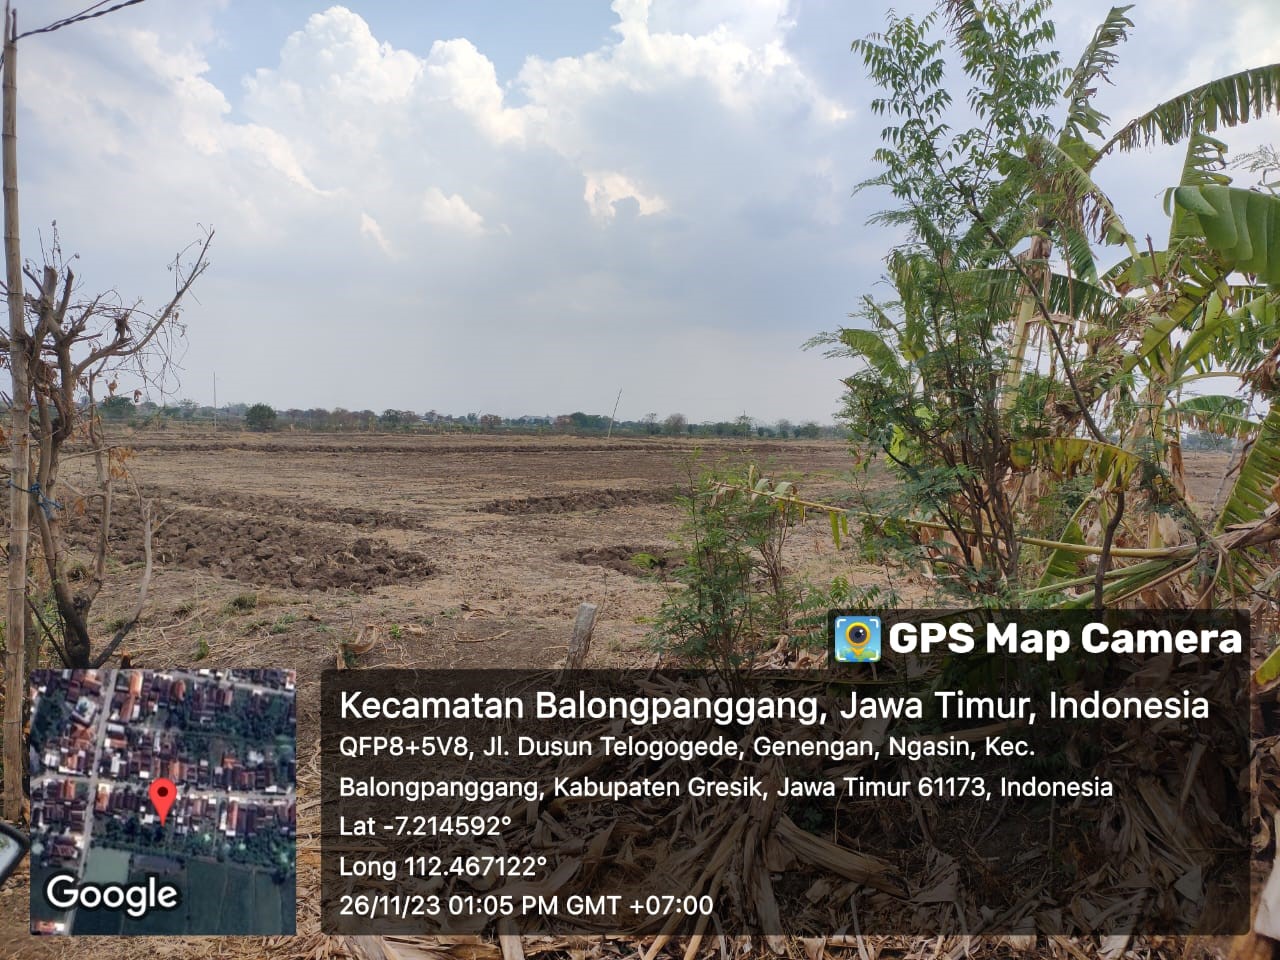 GPS Map Camera
Kecamatan Balongpanggang, Jawa Timur, Indonesia
QFP8+5V8, Jl. Dusun Telogogede, Genengan, Ngasin, Kec.
Balongpanggang, Kabupaten Gresik, Jawa Timur 61173, Indonesia
Lat -7.214592°
Long 112.467122°
26/11/23 01:05 PM GMT +07:00
Google